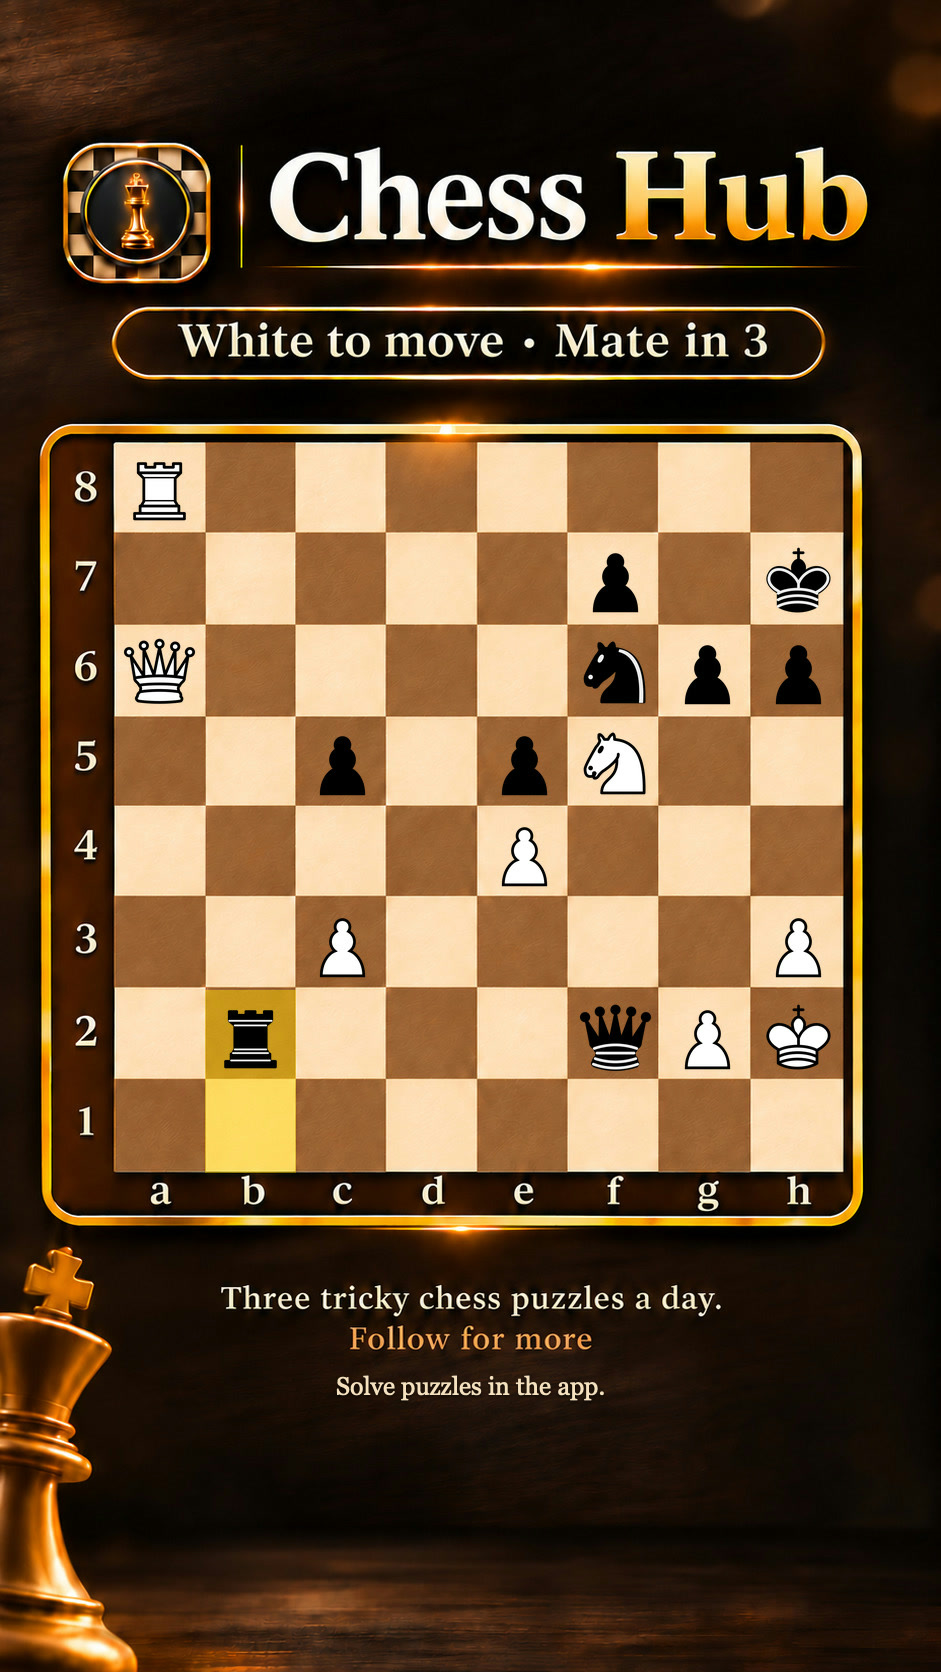 Chess Hub
White to move • Mate in 3
8
7
6
5
4
3
2
1
a b c d e f g h
Three tricky chess puzzles a day.
Follow for more
Solve puzzles in the app.